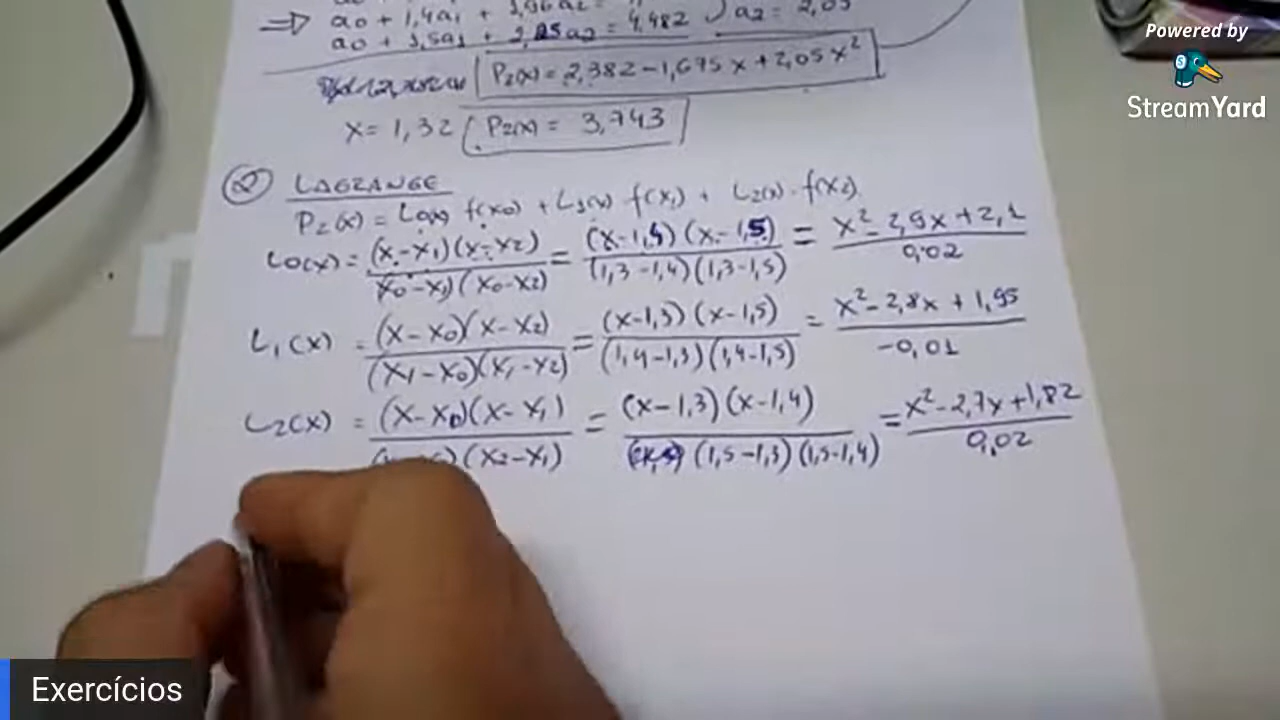 a0 + 1,4a1 + 1,96a2 =
a2 = 2,05
⇒ a0 + 1,5a1 + 2,25a2 = 4,482
P2(x) = 2,382 - 1,675x + 2,05x²
x = 1,32 P2(x) = 3,743
② LAGRANGE
P2(x) = L0(x) f(x0) + L1(x) f(x1) + L2(x) · f(x2)
L0(x) = (x-x1)(x-x2) / (x0-x1)(x0-x2) = (x-1,4)(x-1,5) / (1,3-1,4)(1,3-1,5) = x² - 2,9x + 2,1 / 0,02
L1(x) = (x-x0)(x-x2) / (x1-x0)(x1-x2) = (x-1,3)(x-1,5) / (1,4-1,3)(1,4-1,5) = x² - 2,8x + 1,95 / -0,01
L2(x) = (x-x0)(x-x1) / (x2-x1) = (x-1,3)(x-1,4) / (1,5-1,3)(1,5-1,4) = x² - 2,7x + 1,82 / 0,02
Powered by
StreamYard
Exercícios